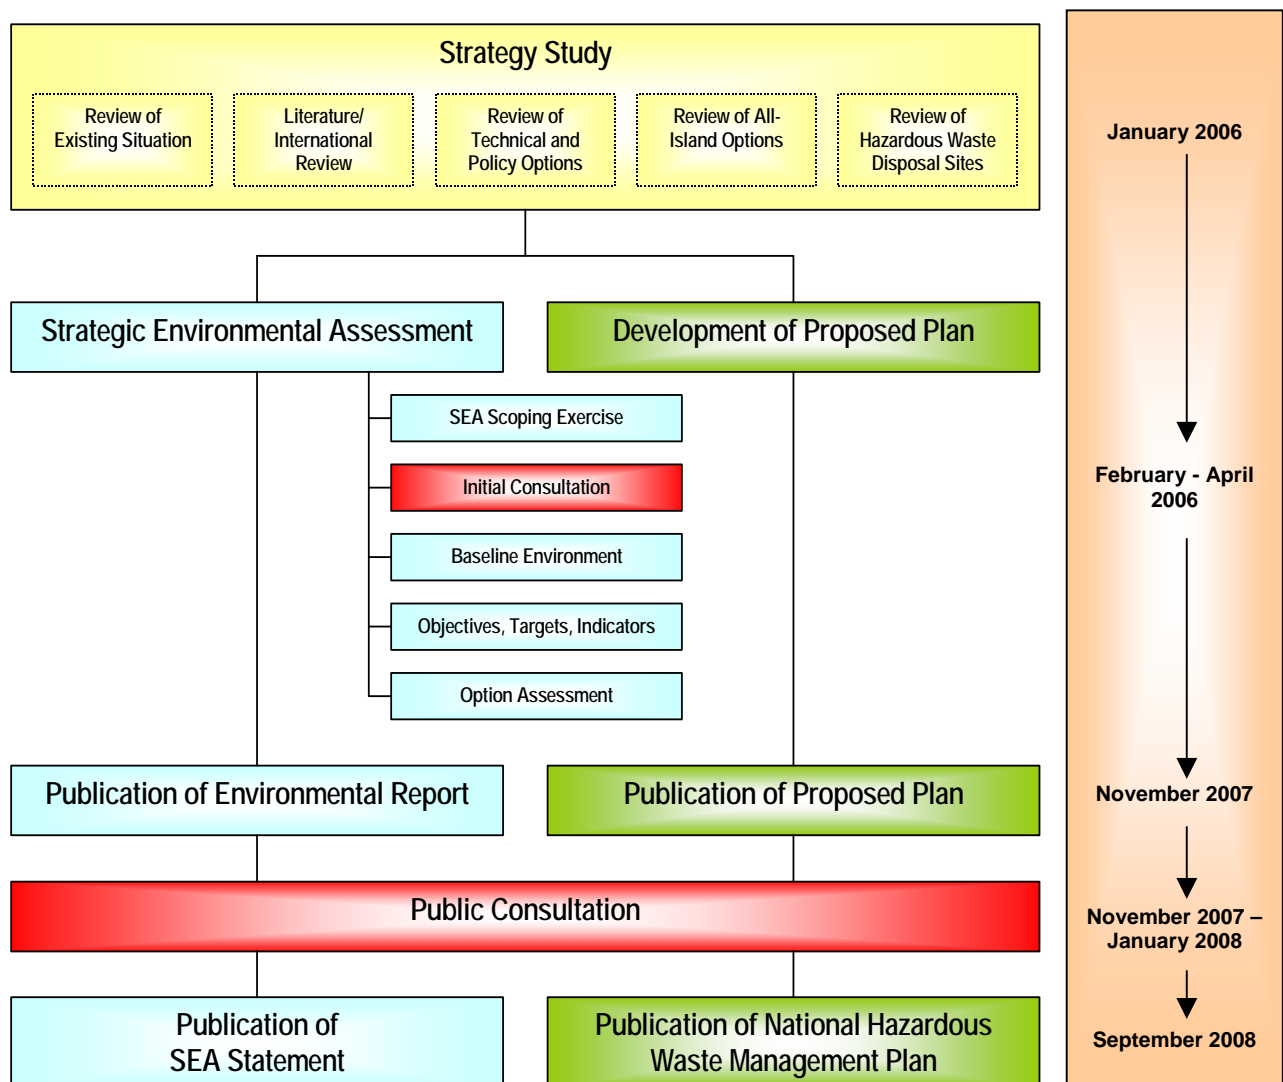 Strategy Study
Review of
Existing Situation
Literature/
International
Review
Review of
Technical and
Policy Options
Review of All-
Island Options
Review of
Hazardous Waste
Disposal Sites
Strategic Environmental Assessment
Development of Proposed Plan
SEA Scoping Exercise
Initial Consultation
Baseline Environment
Objectives, Targets, Indicators
Option Assessment
Publication of Environmental Report
Publication of Proposed Plan
Public Consultation
Publication of
SEA Statement
Publication of National Hazardous
Waste Management Plan
January 2006
February - April
2006
November 2007
November 2007 –
January 2008
September 2008